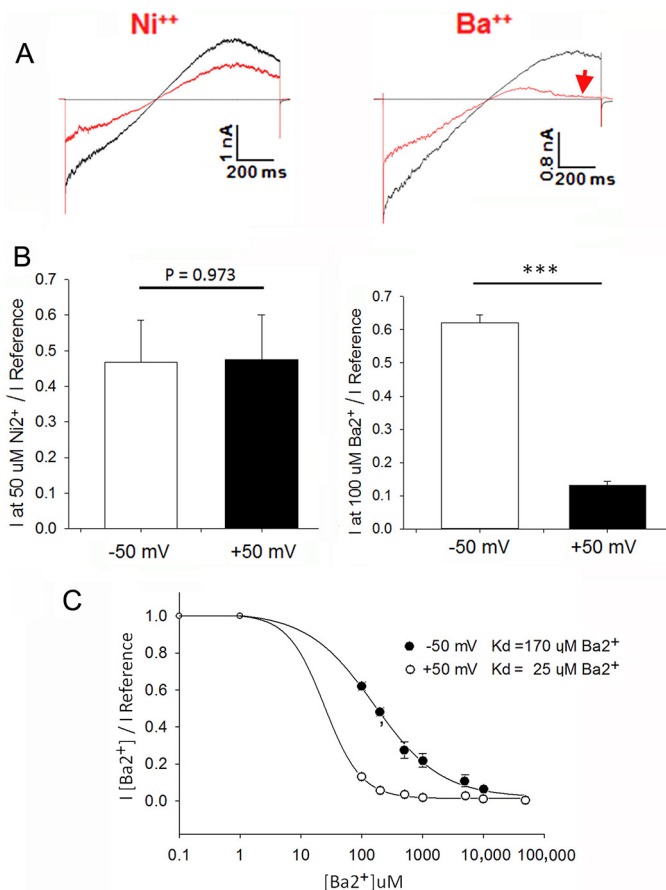 A
Ni++
Ba++
1 nA
200 ms
0.8 nA
200 ms
B
P = 0.973
I at 50 uM Ni2+ / I Reference
0.7
0.6
0.5
0.4
0.3
0.2
0.1
0.0
-50 mV
+50 mV
***
I at 100 uM Ba2+ / I Reference
0.7
0.6
0.5
0.4
0.3
0.2
0.1
0.0
-50 mV
+50 mV
C
I [Ba2+] / I Reference
1.0
0.8
0.6
0.4
0.2
0.0
-50 mV Kd =170 uM Ba2+
+50 mV Kd = 25 uM Ba2+
,
0.1 1 10 100 1000 10,000 100,000
[Ba2+]uM